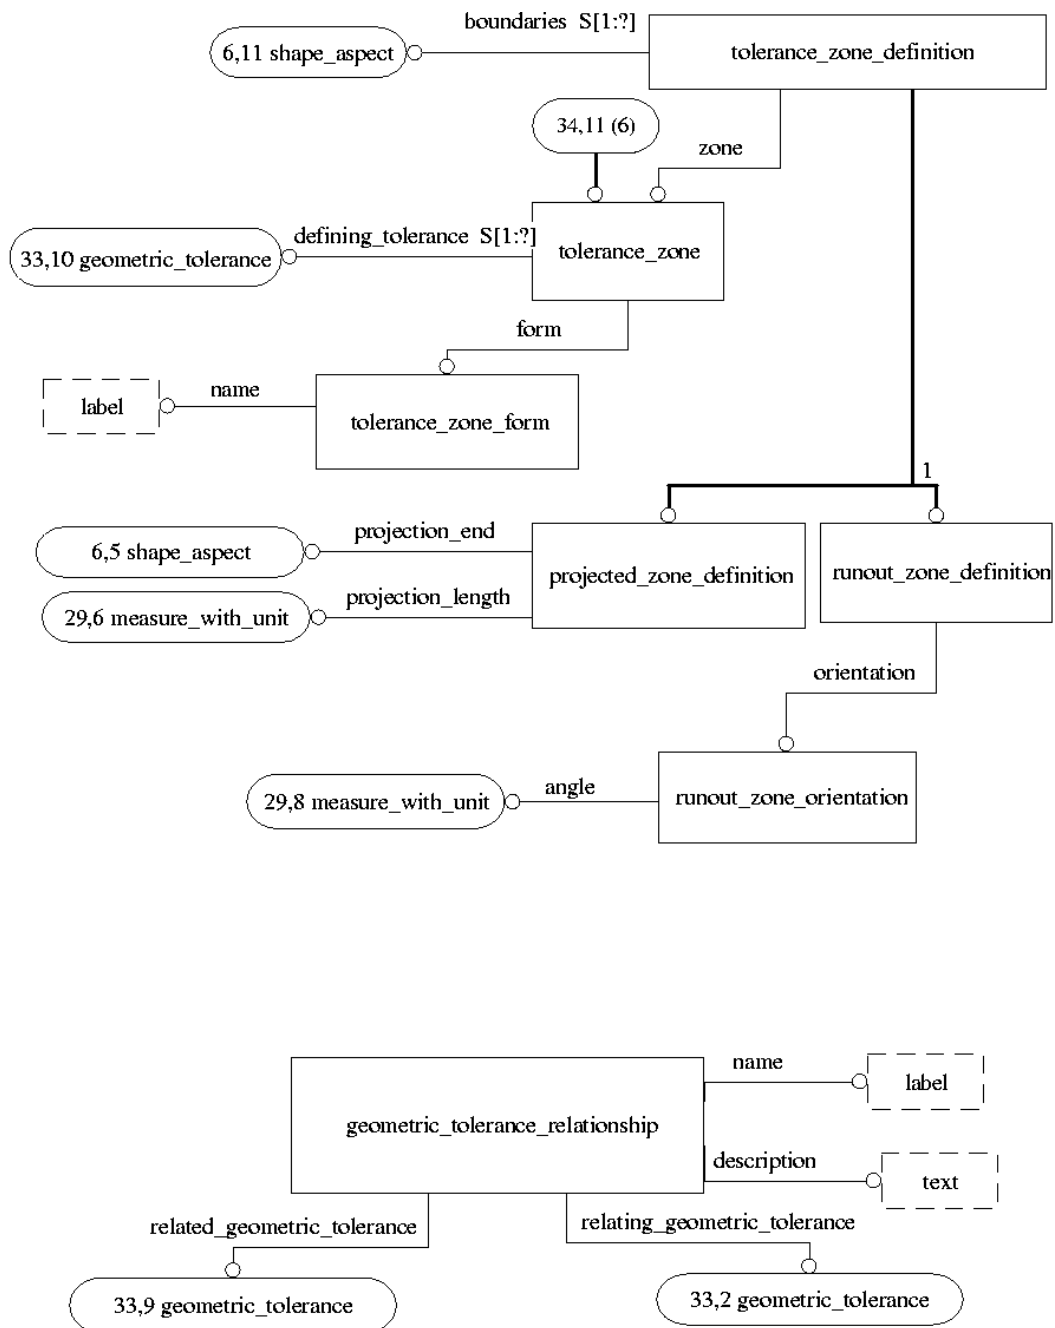 boundaries S[1:?]
6,11 shape_aspect
tolerance_zone_definition
34,11 (6)
zone
defining_tolerance S[1:?]
33,10 geometric_tolerance
tolerance_zone
form
name
label
tolerance_zone_form
1
projection_end
6,5 shape_aspect
projected_zone_definition
runout_zone_definition
projection_length
29,6 measure_with_unit
orientation
angle
29,8 measure_with_unit
runout_zone_orientation
name
label
geometric_tolerance_relationship
description
text
related_geometric_tolerance
relating_geometric_tolerance
33,9 geometric_tolerance
33,2 geometric_tolerance